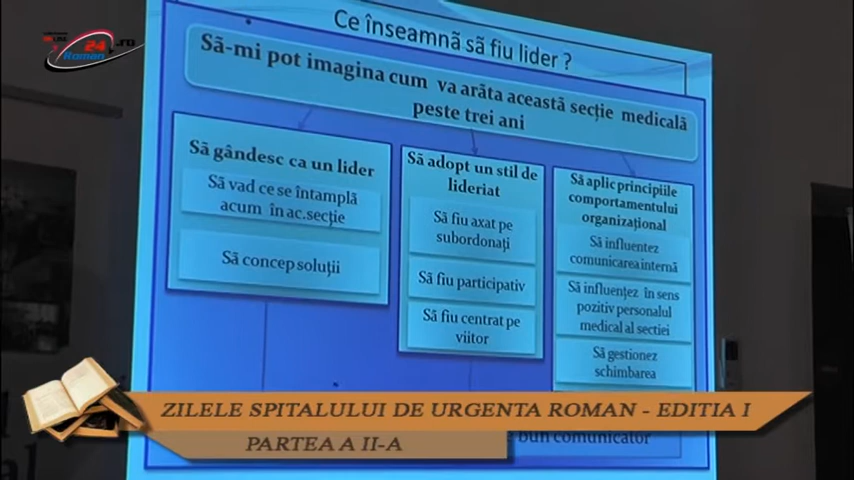 24
.ro
Roman
Ce înseamnă să fiu lider ?
Să-mi pot imagina cum va arăta această secție medicală
peste trei ani
Să gândesc ca un lider
Să vad ce se întamplă
acum în ac.secție
Să concep soluții
Să adopt un stil de
lideriat
Să fiu axat pe
subordonați
Să fiu participativ
Să fiu centrat pe
viitor
Să aplic principiile
comportamentului
organizațional
Să influentez
comunicarea internă
Să influențez în sens
pozitiv personalul
medical al sectiei
Să gestionez
schimbarea
bun comunicator
ZILELE SPITALULUI DE URGENTA ROMAN - EDITIA I
PARTEA A II-A